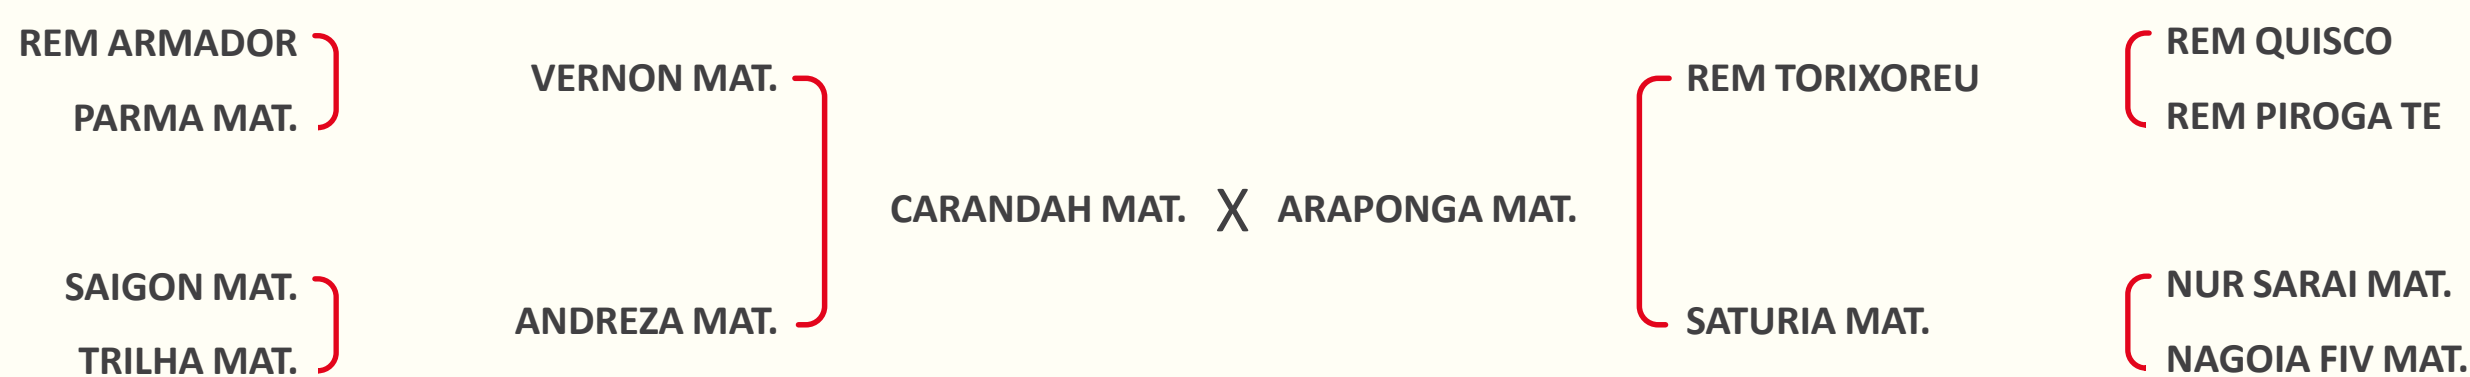 REM ARMADOR
PARMA MAT.
SAIGON MAT.
TRILHA MAT.
VERNON MAT.
ANDREZA MAT.
CARANDAH MAT. X ARAPONGA MAT.
REM TORIXOREU
SATURIA MAT.
REM QUISCO
REM PIROGA TE
NUR SARAI MAT.
NAGOIA FIV MAT.